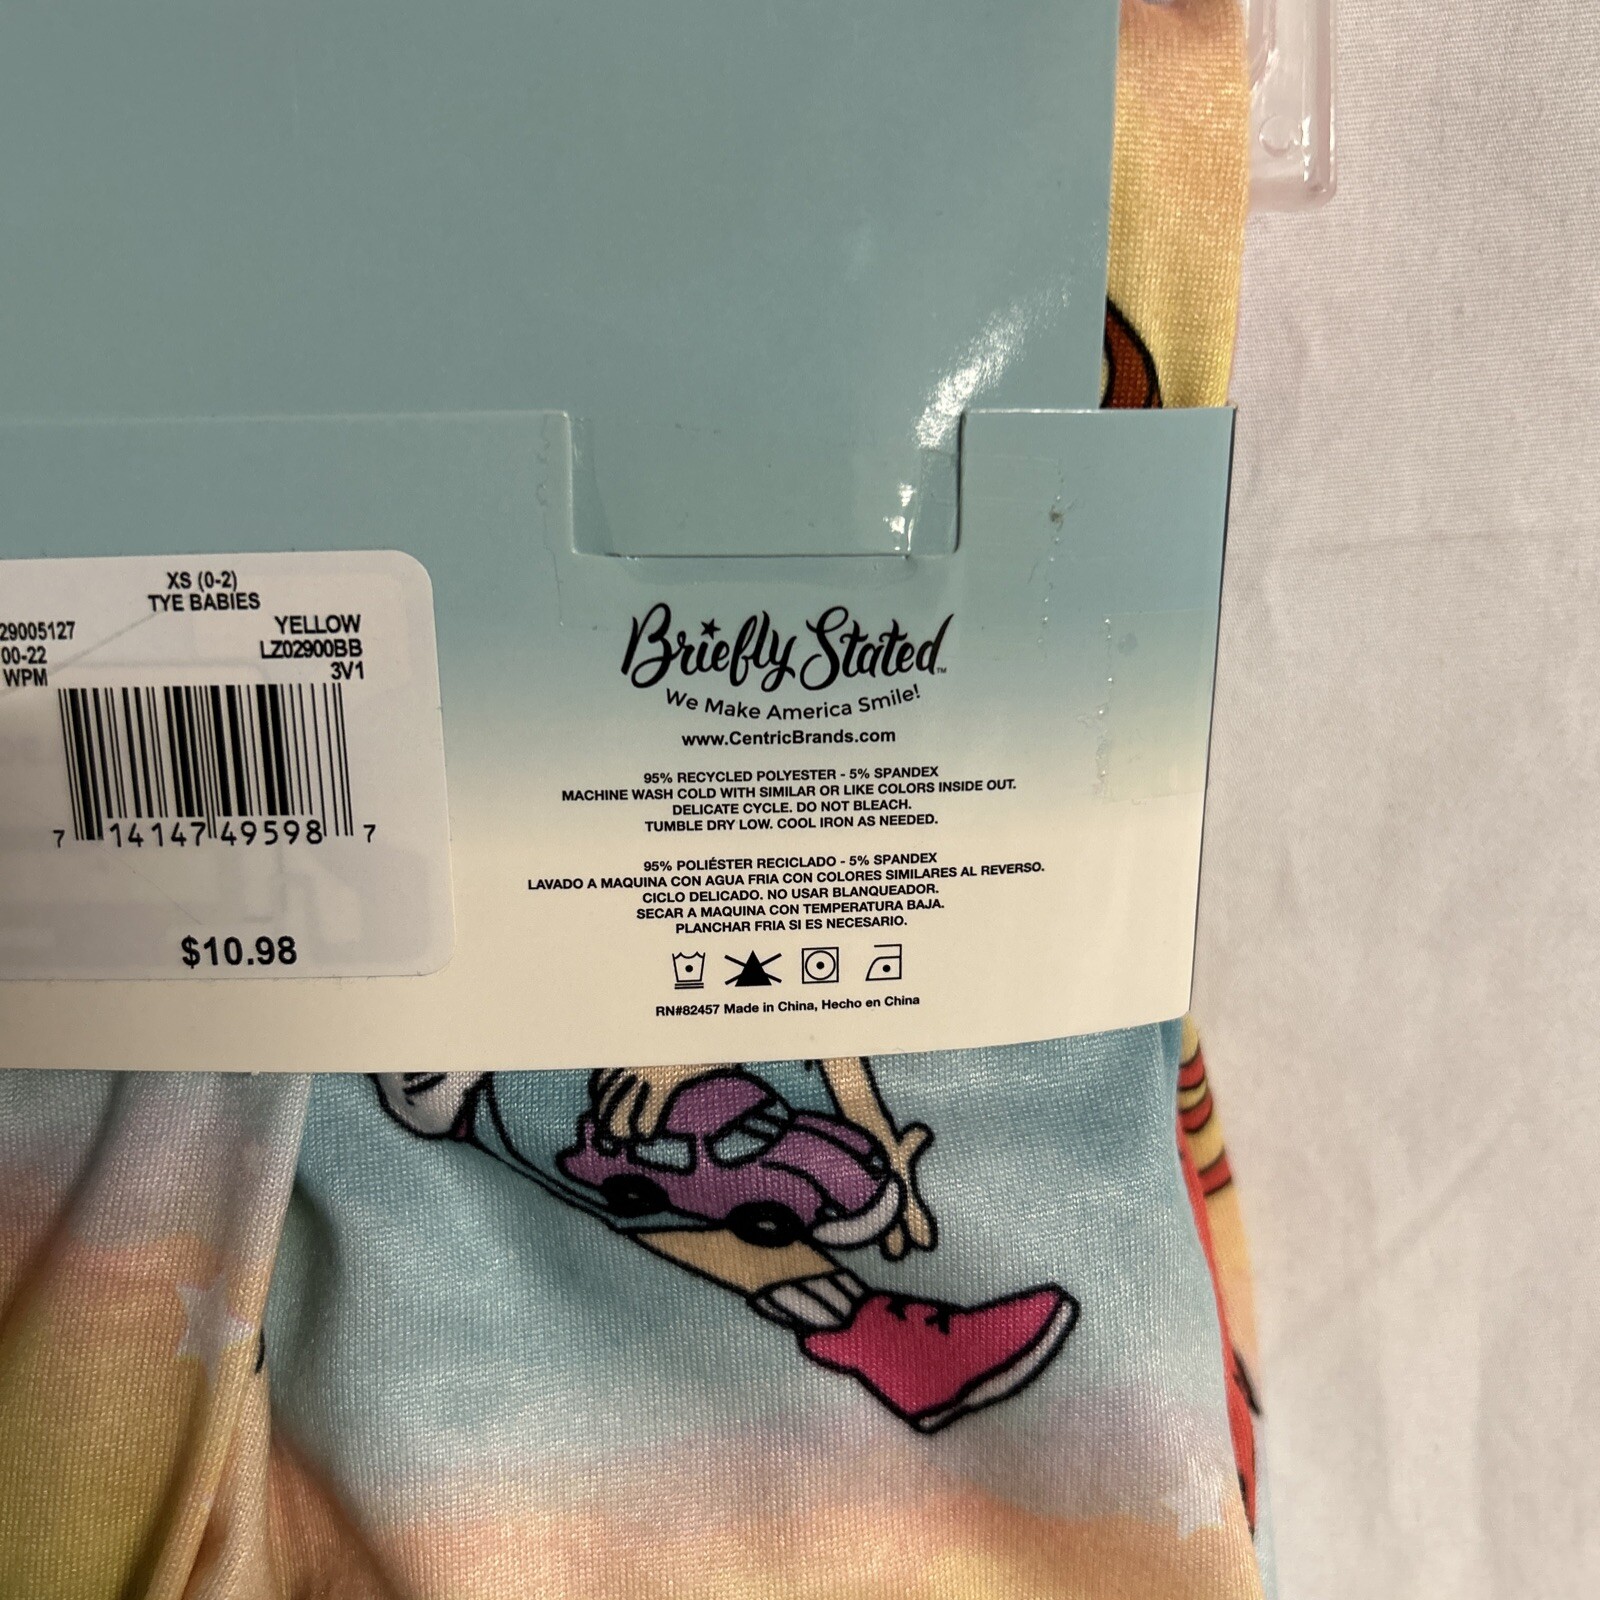 XS (0-2)
TYE BABIES
29005127 YELLOW
00-22 LZ02900BB
WPM 3V1
7 14147 49598 7
$10.98
Briefly Stated™
We Make America Smile!
www.CentricBrands.com
95% RECYCLED POLYESTER - 5% SPANDEX
MACHINE WASH COLD WITH SIMILAR OR LIKE COLORS INSIDE OUT.
DELICATE CYCLE. DO NOT BLEACH.
TUMBLE DRY LOW. COOL IRON AS NEEDED.
95% POLIÉSTER RECICLADO - 5% SPANDEX
LAVADO A MAQUINA CON AGUA FRIA CON COLORES SIMILARES AL REVERSO.
CICLO DELICADO. NO USAR BLANQUEADOR.
SECAR A MAQUINA CON TEMPERATURA BAJA.
PLANCHAR FRIA SI ES NECESARIO.
RN#82457 Made in China, Hecho en China